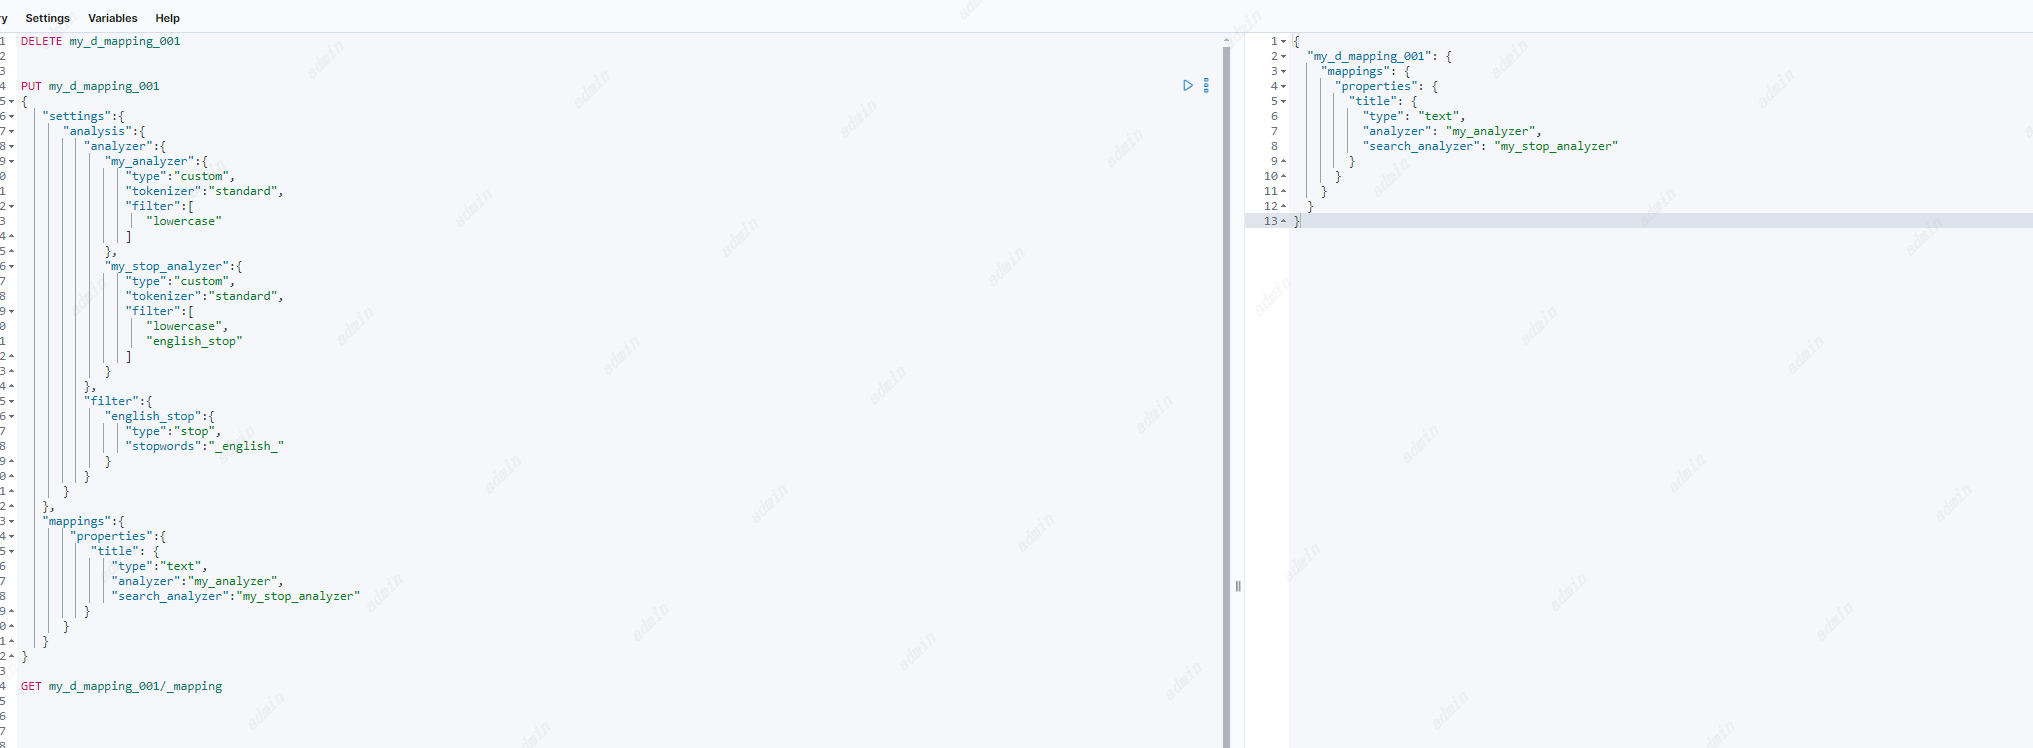 y Settings Variables Help
1 DELETE my_d_mapping_001
2
3
4 PUT my_d_mapping_001
5 {
6 "settings":{
7 "analysis":{
8 "analyzer":{
9 "my_analyzer":{
0 "type":"custom",
1 "tokenizer":"standard",
2 "filter":[
3 "lowercase"
4 ]
5 },
6 "my_stop_analyzer":{
7 "type":"custom",
8 "tokenizer":"standard",
9 "filter":[
0 "lowercase",
1 "english_stop"
2 ]
3 }
4 },
5 "filter":{
6 "english_stop":{
7 "type":"stop",
8 "stopwords":"_english_"
9 }
0 }
1 }
2 },
3 "mappings":{
4 "properties":{
5 "title": {
6 "type":"text",
7 "analyzer":"my_analyzer",
8 "search_analyzer":"my_stop_analyzer"
9 }
0 }
1 }
2 }
3
4 GET my_d_mapping_001/_mapping
5
6
7
8
1 {
2 "my_d_mapping_001": {
3 "mappings": {
4 "properties": {
5 "title": {
6 "type": "text",
7 "analyzer": "my_analyzer",
8 "search_analyzer": "my_stop_analyzer"
9 }
10 }
11 }
12 }
13 }
admin